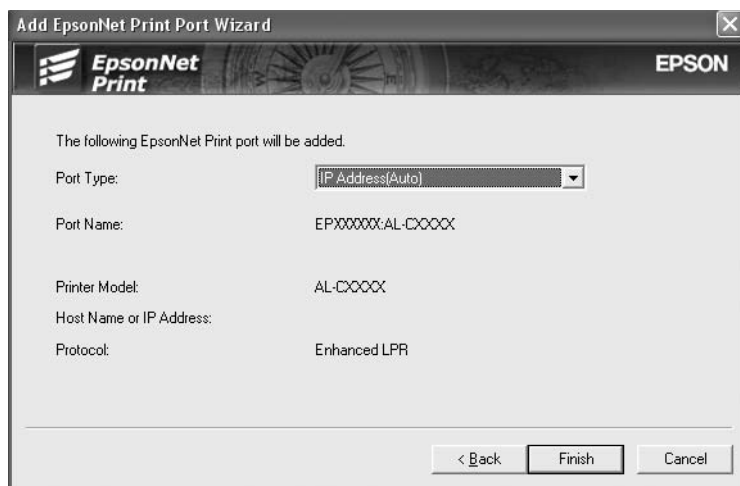 Add EpsonNet Print Port Wizard
EpsonNet
Print
EPSON
The following EpsonNet Print port will be added.
Port Type: IP Address(Auto)
Port Name: EPXXXXXX:AL-CXXXX
Printer Model: AL-CXXXX
Host Name or IP Address:
Protocol: Enhanced LPR
< Back Finish Cancel